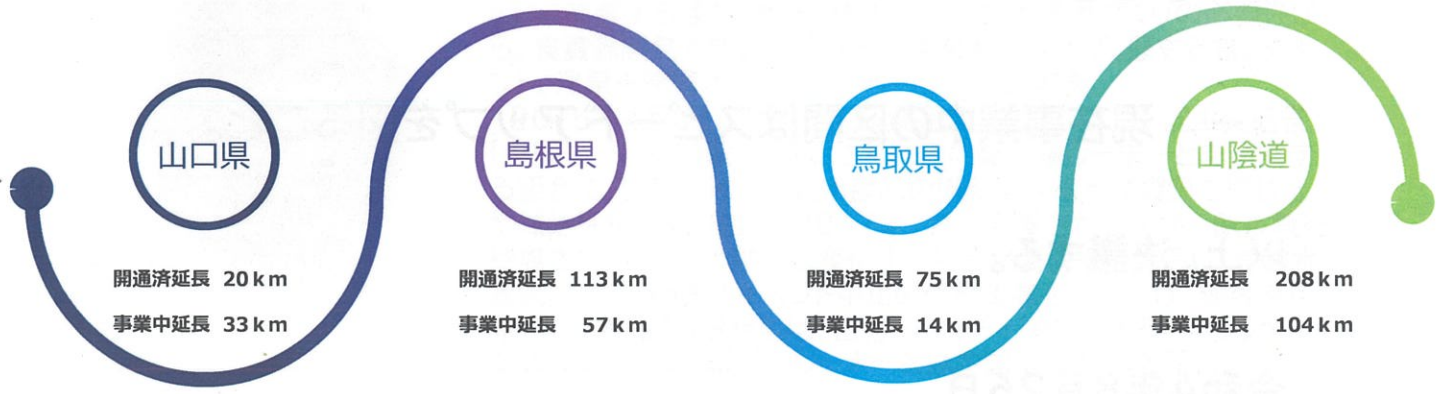 山口県
開通済延長 20km
事業中延長 33km
島根県
開通済延長 113km
事業中延長 57km
鳥取県
開通済延長 75km
事業中延長 14km
山陰道
開通済延長 208km
事業中延長 104km